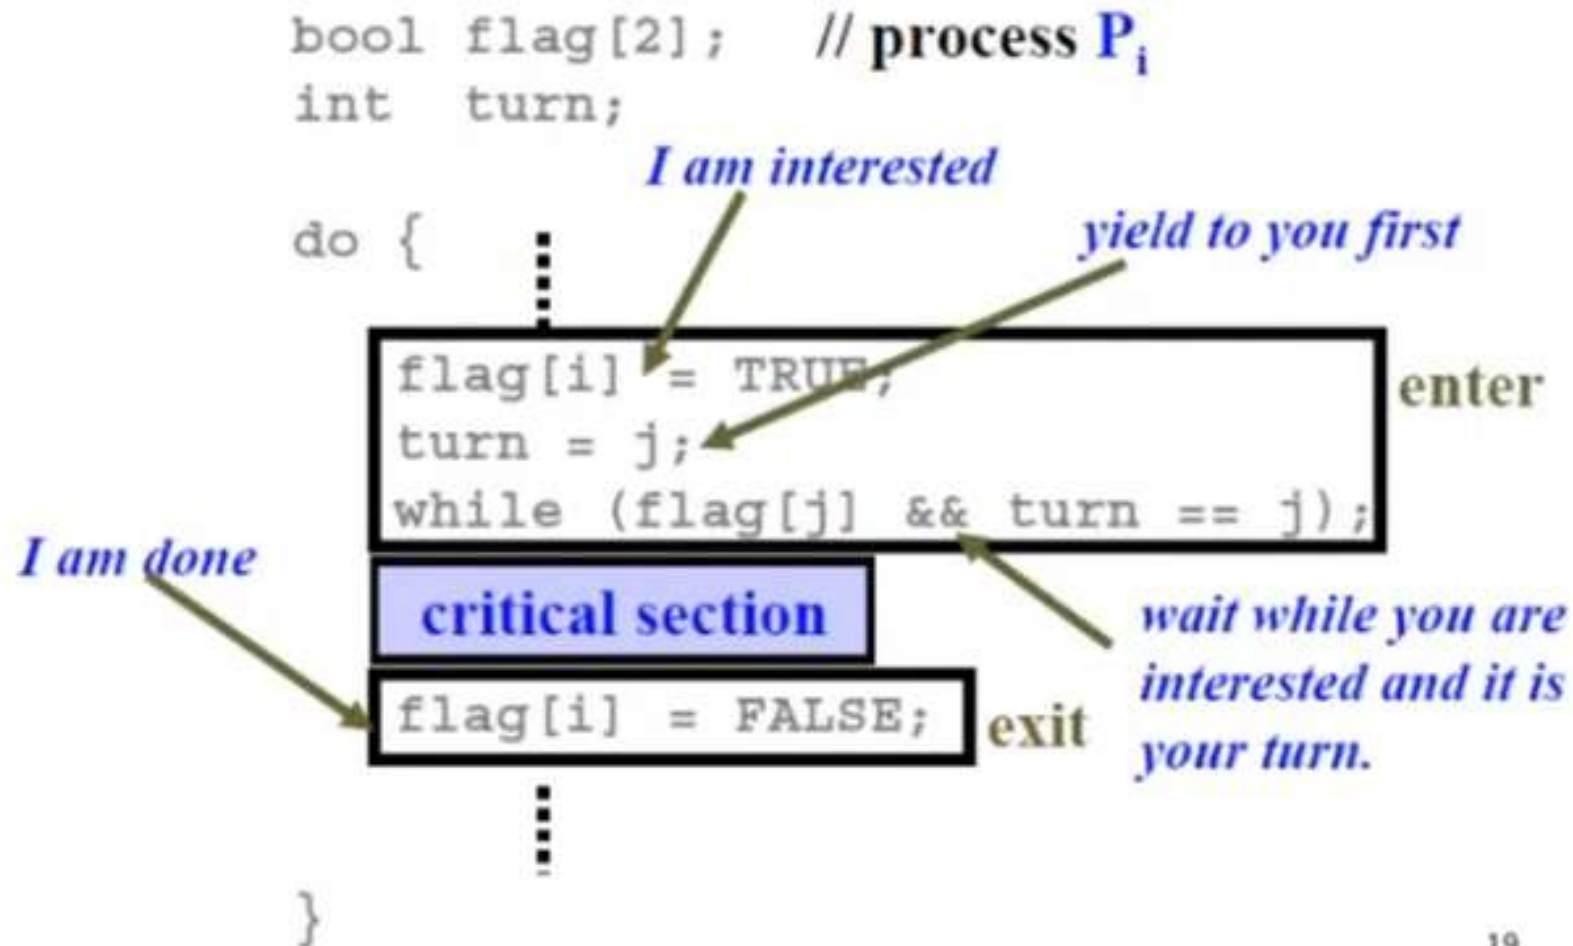 bool flag[2]; // process Pi
int turn;
I am interested
do {
yield to you first
flag[i] = TRUE;
enter
turn = j;
while (flag[j] && turn == j);
I am done
critical section
wait while you are
interested and it is
your turn.
flag[i] = FALSE;
exit
}
19